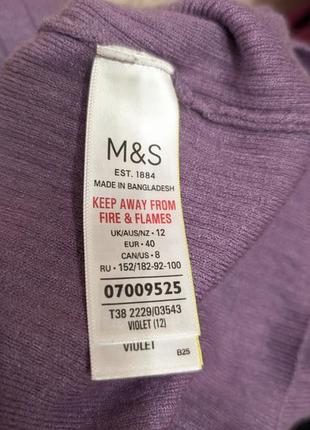 M&S
EST. 1884
MADE IN BANGLADESH
KEEP AWAY FROM
FIRE & FLAMES
UK/AUS/NZ • 12
EUR • 40
CAN/US • 8
RU • 152/182-92-100
07009525
T38 2229/03543
VIOLET (12)
VIOLET
B25